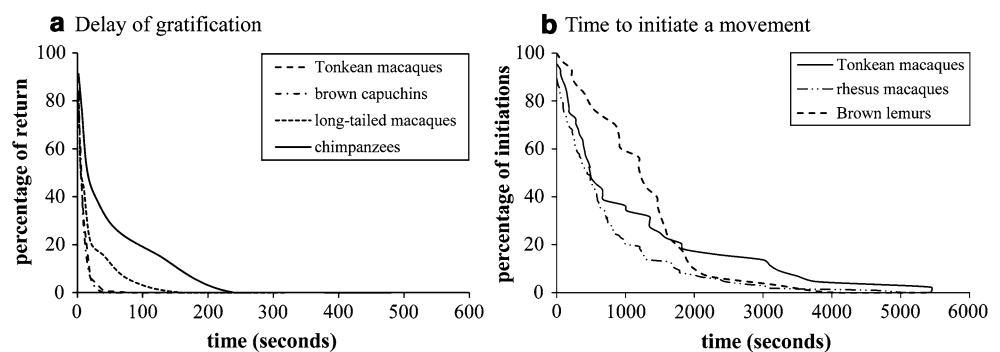 a Delay of gratification
percentage of return
100
80
60
40
20
0
0 100 200 300 400 500 600
time (seconds)
Tonkean macaques
brown capuchins
long-tailed macaques
chimpanzees
b Time to initiate a movement
percentage of initiations
100
80
60
40
20
0
0 1000 2000 3000 4000 5000 6000
time (seconds)
Tonkean macaques
rhesus macaques
Brown lemurs